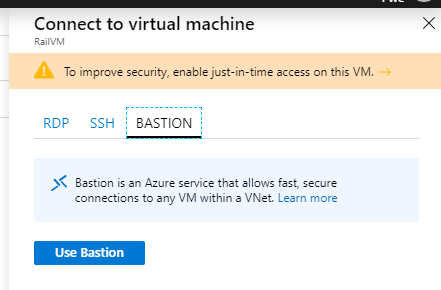 Connect to virtual machine
RailVM
To improve security, enable just-in-time access on this VM. →
RDP SSH BASTION
Bastion is an Azure service that allows fast, secure
connections to any VM within a VNet. Learn more
Use Bastion